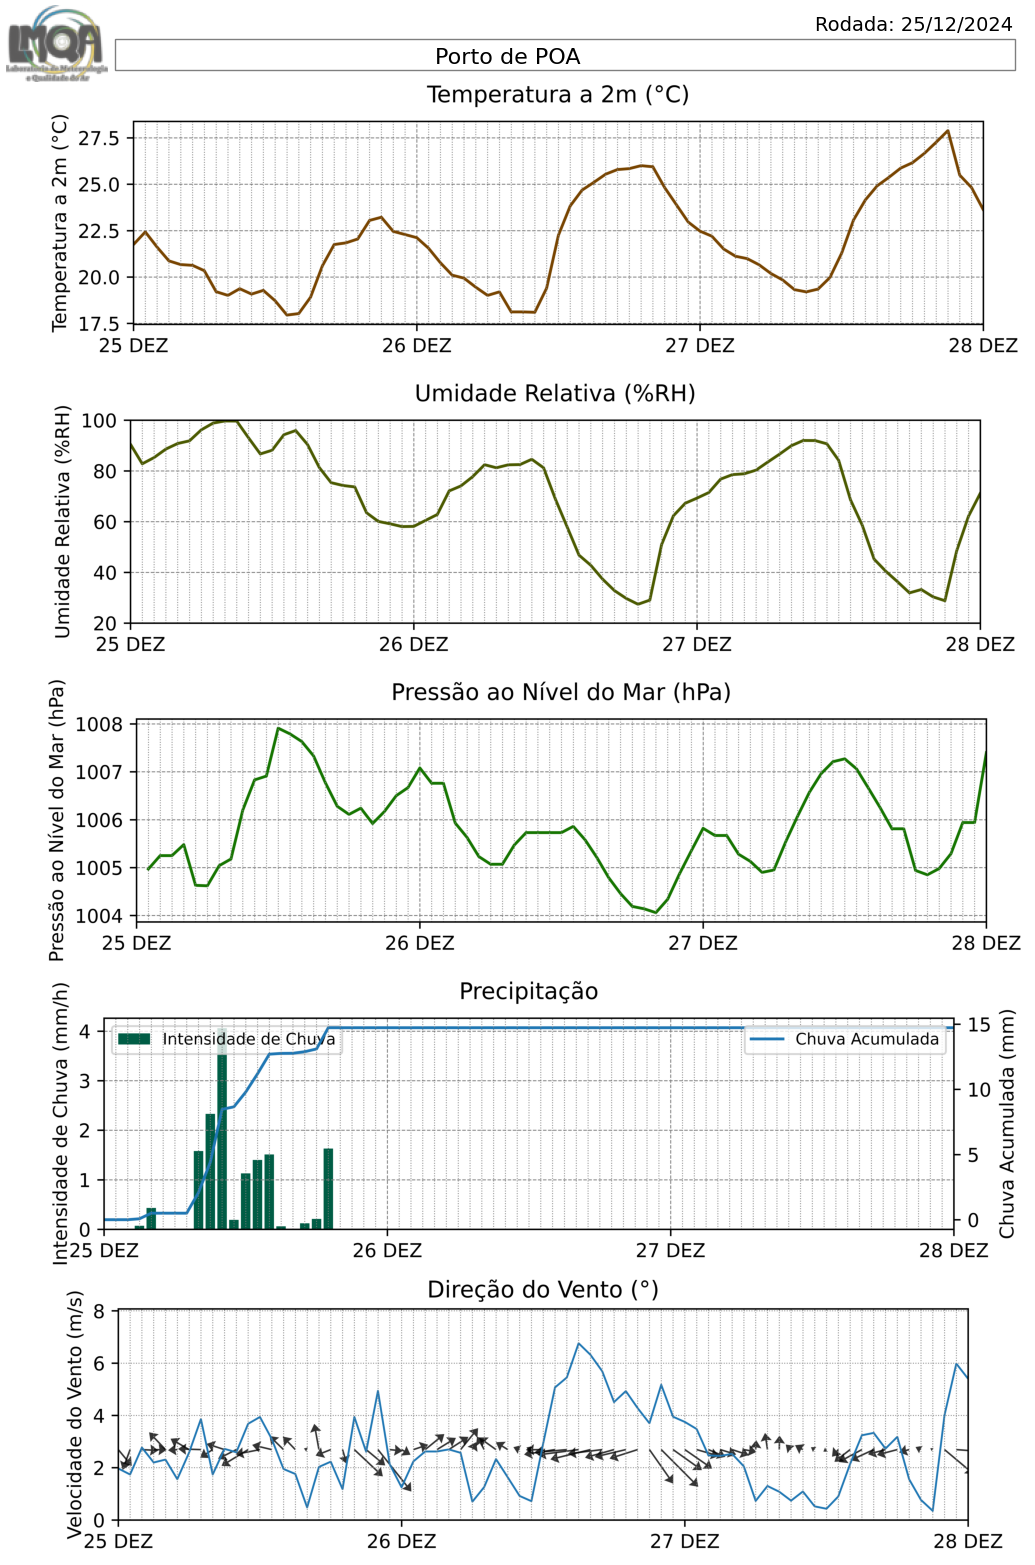 LMQA
Laboratório de Meteorologia
e Qualidade do Ar
Rodada: 25/12/2024
Porto de POA
Temperatura a 2m (°C)
Temperatura a 2m (°C)
27.5
25.0
22.5
20.0
17.5
25 DEZ 26 DEZ 27 DEZ 28 DEZ
Umidade Relativa (%RH)
Umidade Relativa (%RH)
100
80
60
40
20
25 DEZ 26 DEZ 27 DEZ 28 DEZ
Pressão ao Nível do Mar (hPa)
Pressão ao Nível do Mar (hPa)
1008
1007
1006
1005
1004
25 DEZ 26 DEZ 27 DEZ 28 DEZ
Precipitação
Intensidade de Chuva (mm/h)
4
3
2
1
0
Intensidade de Chuva
Chuva Acumulada
15
10
5
0
Chuva Acumulada (mm)
25 DEZ 26 DEZ 27 DEZ 28 DEZ
Direção do Vento (°)
Velocidade do Vento (m/s)
8
6
4
2
0
25 DEZ 26 DEZ 27 DEZ 28 DEZ